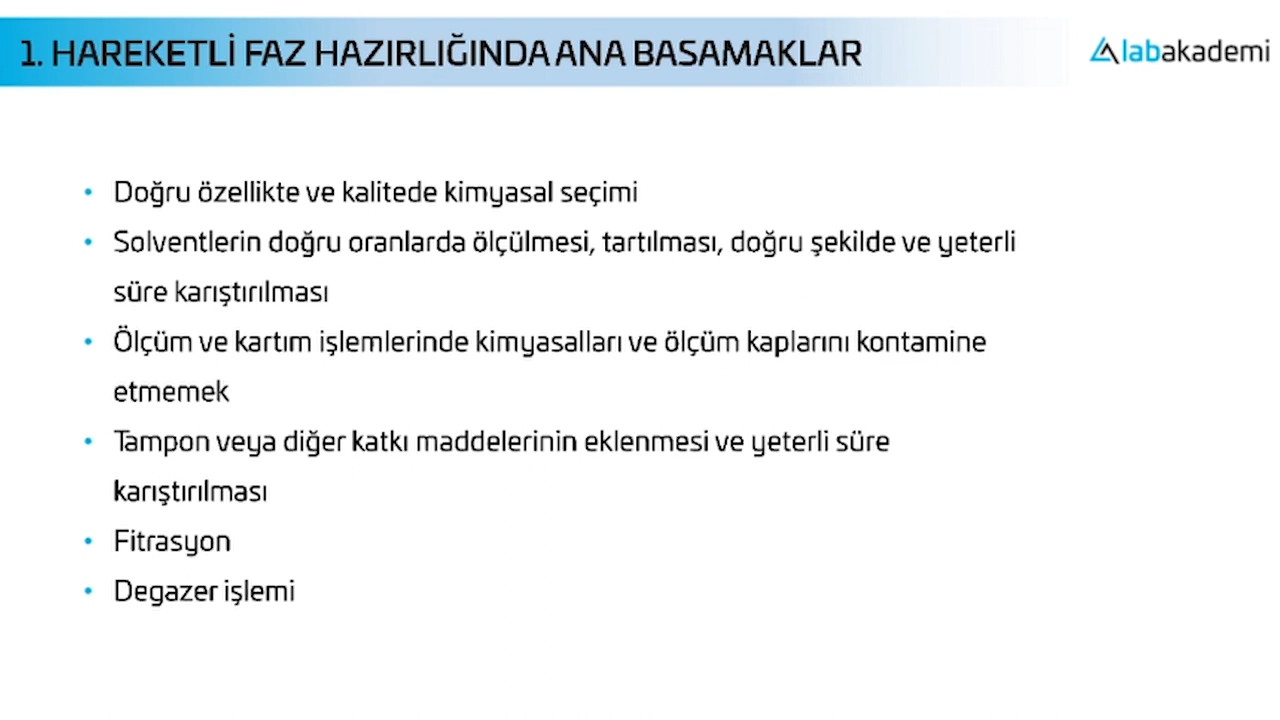 1. HAREKETLİ FAZ HAZIRLIĞINDA ANA BASAMAKLAR
labakademi
• Doğru özellikte ve kalitede kimyasal seçimi
• Solventlerin doğru oranlarda ölçülmesi, tartılması, doğru şekilde ve yeterli
süre karıştırılması
• Ölçüm ve kartım işlemlerinde kimyasalları ve ölçüm kaplarını kontamine
etmemek
• Tampon veya diğer katkı maddelerinin eklenmesi ve yeterli süre
karıştırılması
• Fitrasyon
• Degazer işlemi